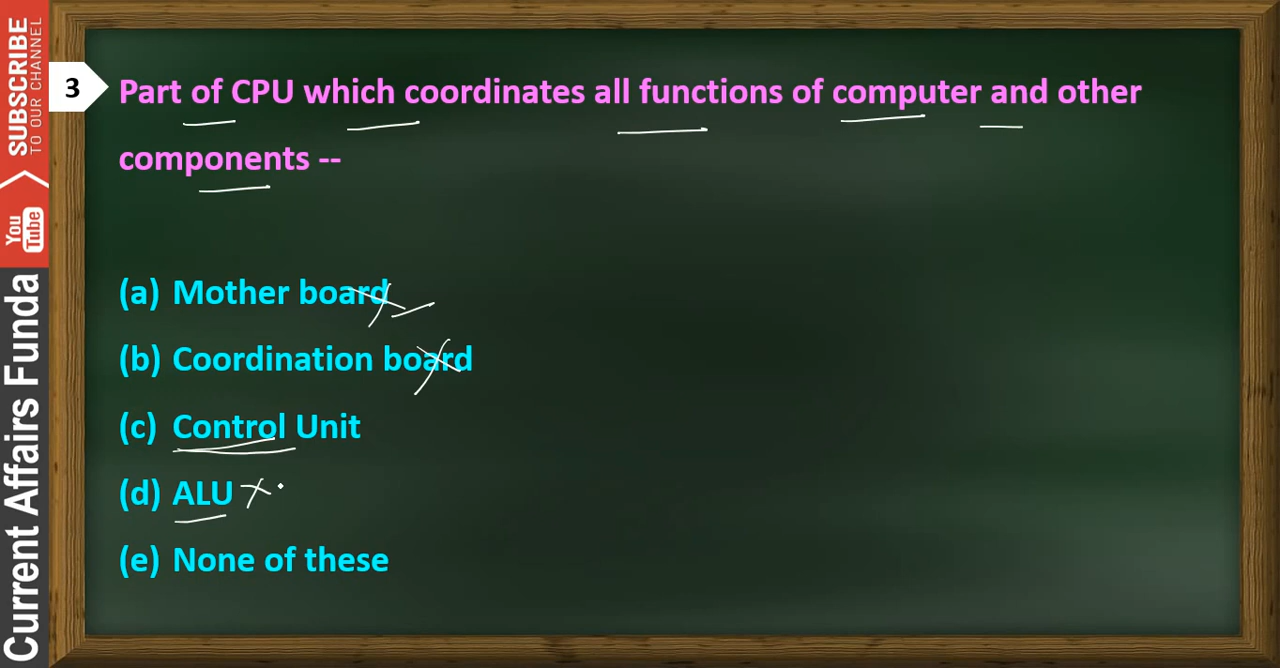 SUBSCRIBE
TO OUR CHANNEL
You
Tube
Current Affairs Funda
3
Part of CPU which coordinates all functions of computer and other
components --
(a) Mother board
(b) Coordination board
(c) Control Unit
(d) ALU
(e) None of these